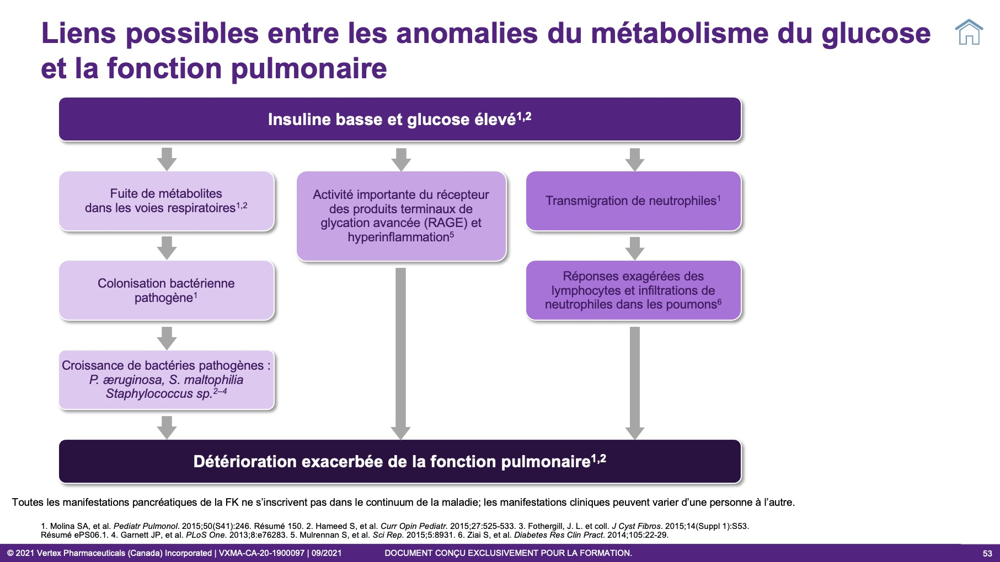 Liens possibles entre les anomalies du métabolisme du glucose
et la fonction pulmonaire
Insuline basse et glucose élevé1,2
Fuite de métabolites
dans les voies respiratoires1,2
Activité importante du récepteur
des produits terminaux de
glycation avancée (RAGE) et
hyperinflammation5
Transmigration de neutrophiles1
Colonisation bactérienne
pathogène1
Réponses exagérées des
lymphocytes et infiltrations de
neutrophiles dans les poumons6
Croissance de bactéries pathogènes :
P. æruginosa, S. maltophilia
Staphylococcus sp.2–4
Détérioration exacerbée de la fonction pulmonaire1,2
Toutes les manifestations pancréatiques de la FK ne s’inscrivent pas dans le continuum de la maladie; les manifestations cliniques peuvent varier d’une personne à l’autre.
1. Molina SA, et al. Pediatr Pulmonol. 2015;50(S41):246. Résumé 150. 2. Hameed S, et al. Curr Opin Pediatr. 2015;27:525-533. 3. Fothergill, J. L. et coll. J Cyst Fibros. 2015;14(Suppl 1):S53.
Résumé ePS06.1. 4. Garnett JP, et al. PLoS One. 2013;8:e76283. 5. Mulrennan S, et al. Sci Rep. 2015;5:8931. 6. Ziai S, et al. Diabetes Res Clin Pract. 2014;105:22-29.
© 2021 Vertex Pharmaceuticals (Canada) Incorporated | VXMA-CA-20-1900097 | 09/2021
DOCUMENT CONÇU EXCLUSIVEMENT POUR LA FORMATION.
53